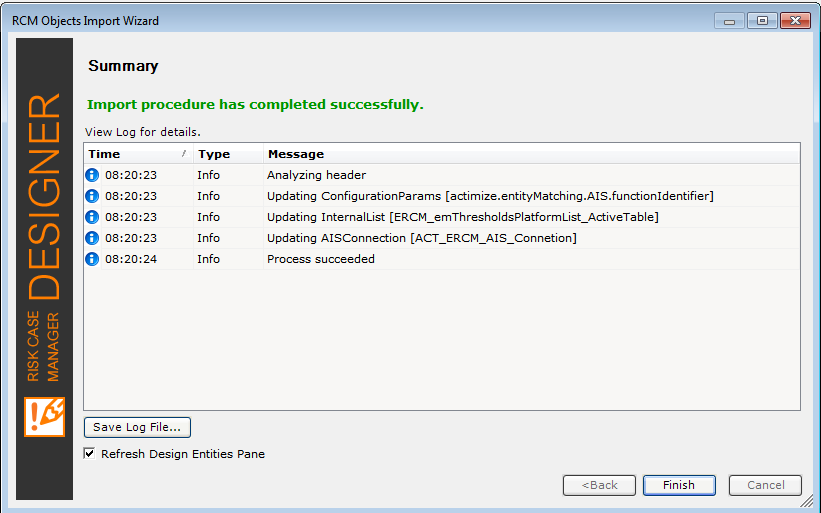 RCM Objects Import Wizard
RISK CASE
MANAGER
DESIGNER
Summary
Import procedure has completed successfully.
View Log for details.
Time / Type Message
08:20:23 Info Analyzing header
08:20:23 Info Updating ConfigurationParams [actimize.entityMatching.AIS.functionIdentifier]
08:20:23 Info Updating InternalList [ERCM_emThresholdsPlatformList_ActiveTable]
08:20:23 Info Updating AISConnection [ACT_ERCM_AIS_Connetion]
08:20:24 Info Process succeeded
Save Log File...
Refresh Design Entities Pane
<Back Finish Cancel